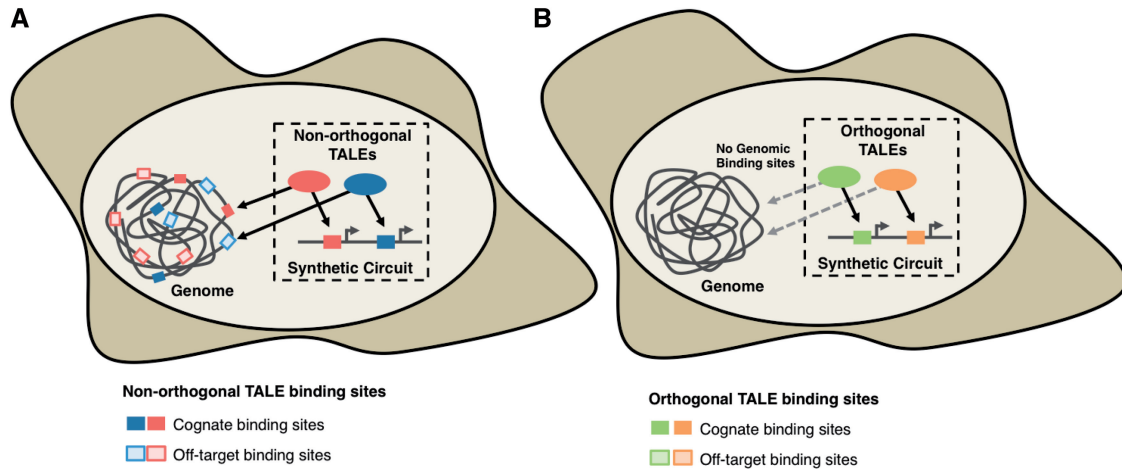 A
Non-orthogonal
TALEs
Genome
Synthetic Circuit
Non-orthogonal TALE binding sites
Cognate binding sites
Off-target binding sites
B
No Genomic
Binding sites
Orthogonal
TALEs
Genome
Synthetic Circuit
Orthogonal TALE binding sites
Cognate binding sites
Off-target binding sites